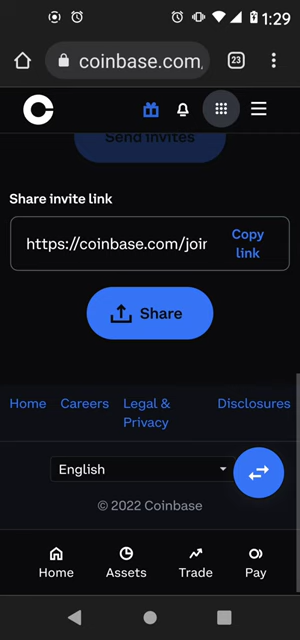 1:29
coinbase.com,
23
Send invites
Share invite link
https://coinbase.com/join
Copy
link
Share
Home Careers Legal & Disclosures
Privacy
English
© 2022 Coinbase
Home Assets Trade Pay